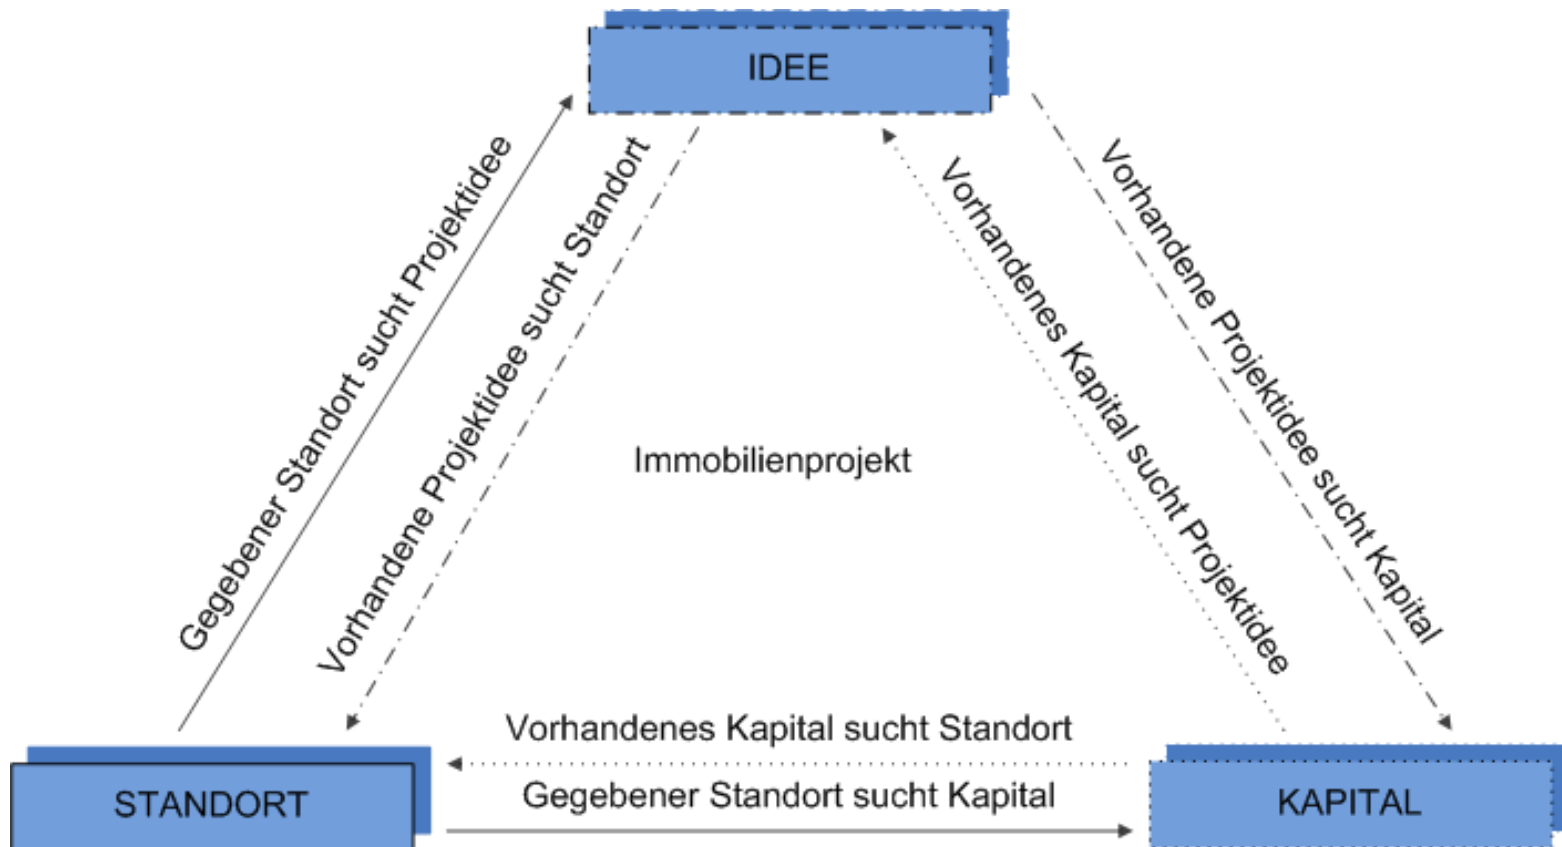 IDEE
Gegebener Standort sucht Projektidee
Vorhandene Projektidee sucht Standort
Vorhandenes Kapital sucht Projektidee
Vorhandene Projektidee sucht Kapital
Immobilienprojekt
Vorhandenes Kapital sucht Standort
Gegebener Standort sucht Kapital
STANDORT
KAPITAL